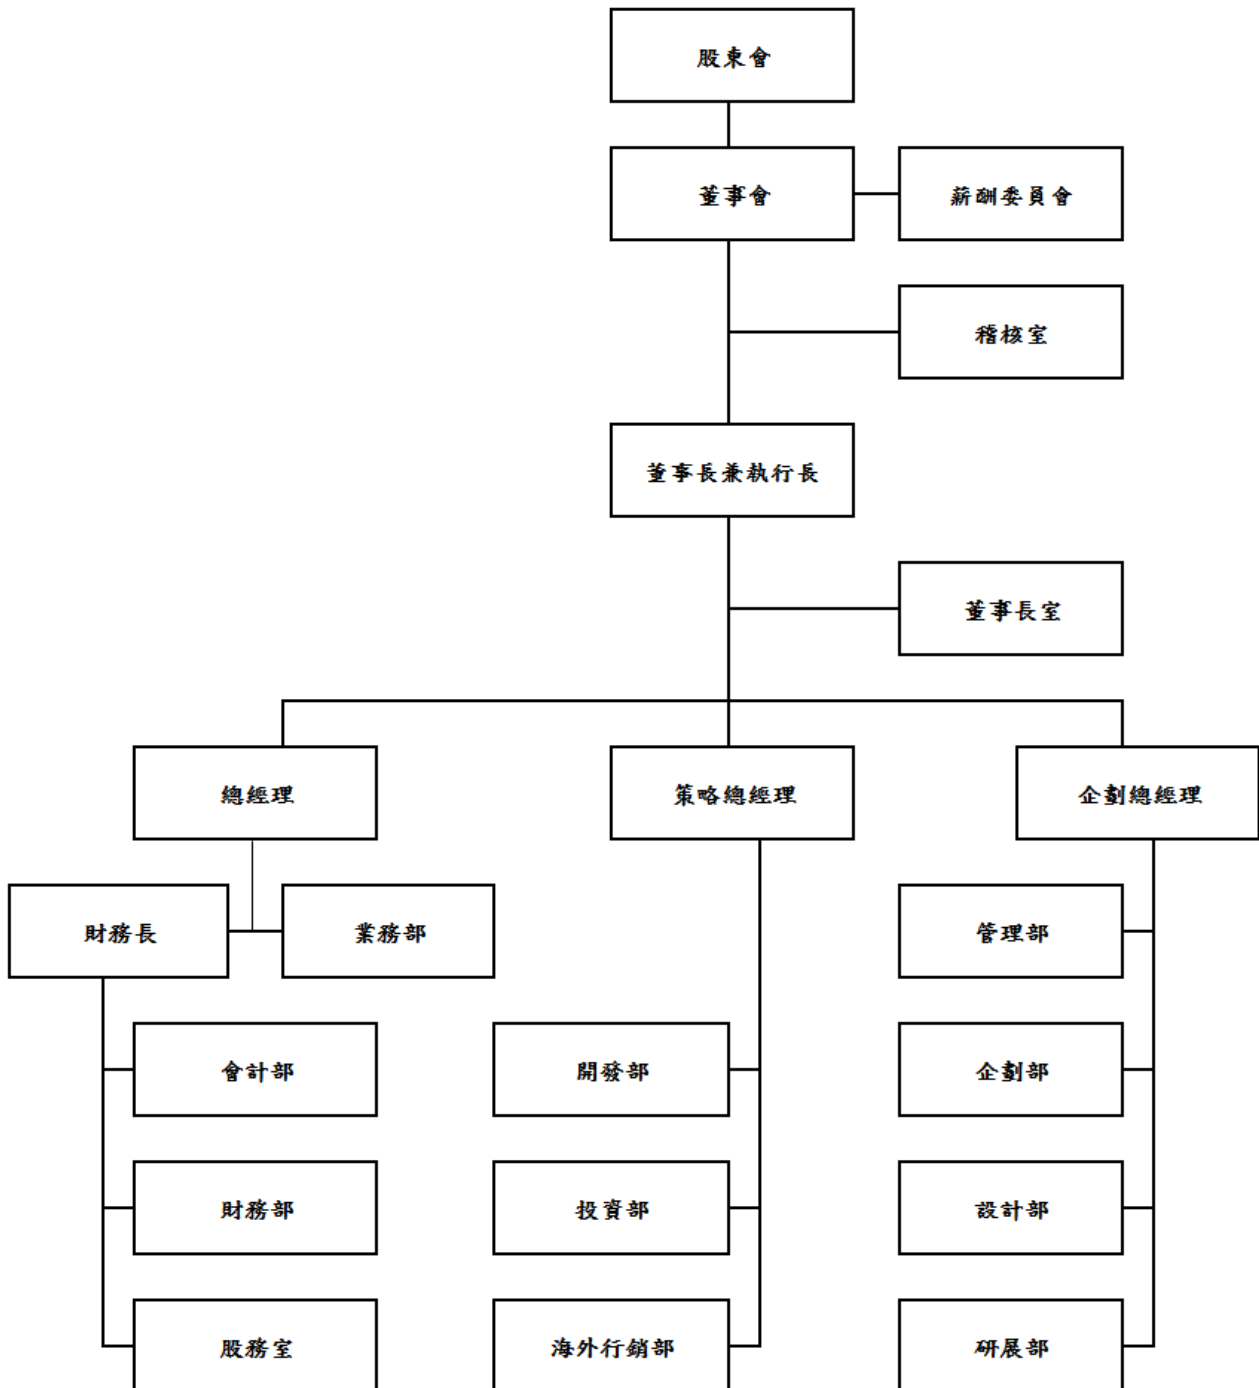 股東會
董事會
薪酬委員會
稽核室
董事長兼執行長
董事長室
總經理
策略總經理
企劃總經理
財務長
業務部
管理部
會計部
開發部
企劃部
財務部
投資部
設計部
股務室
海外行銷部
研展部